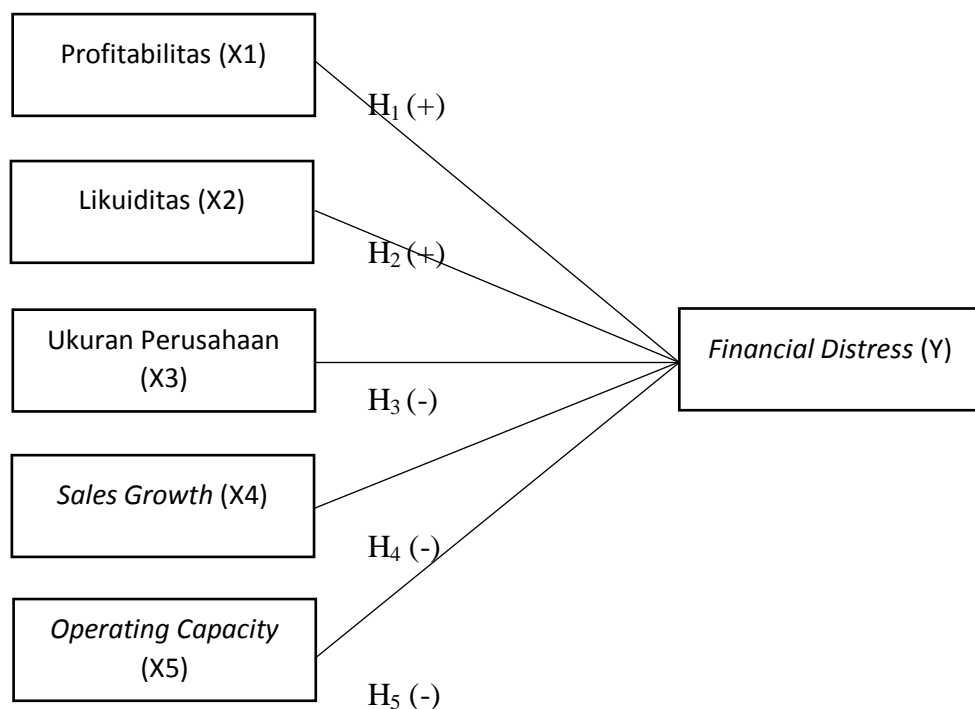 Profitabilitas (X1)
H₁ (+)
Likuiditas (X2)
H₂ (+)
Ukuran Perusahaan
(X3)
Financial Distress (Y)
H₃ (-)
Sales Growth (X4)
H₄ (-)
Operating Capacity
(X5)
H₅ (-)